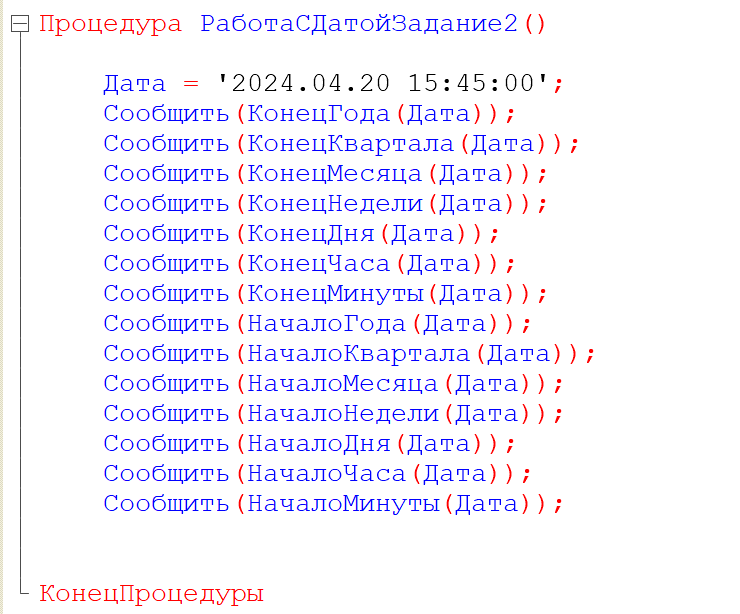 Процедура РаботаСДатойЗадание2()
Дата = '2024.04.20 15:45:00';
Сообщить(КонецГода(Дата));
Сообщить(КонецКвартала(Дата));
Сообщить(КонецМесяца(Дата));
Сообщить(КонецНедели(Дата));
Сообщить(КонецДня(Дата));
Сообщить(КонецЧаса(Дата));
Сообщить(КонецМинуты(Дата));
Сообщить(НачалоГода(Дата));
Сообщить(НачалоКвартала(Дата));
Сообщить(НачалоМесяца(Дата));
Сообщить(НачалоНедели(Дата));
Сообщить(НачалоДня(Дата));
Сообщить(НачалоЧаса(Дата));
Сообщить(НачалоМинуты(Дата));
КонецПроцедуры